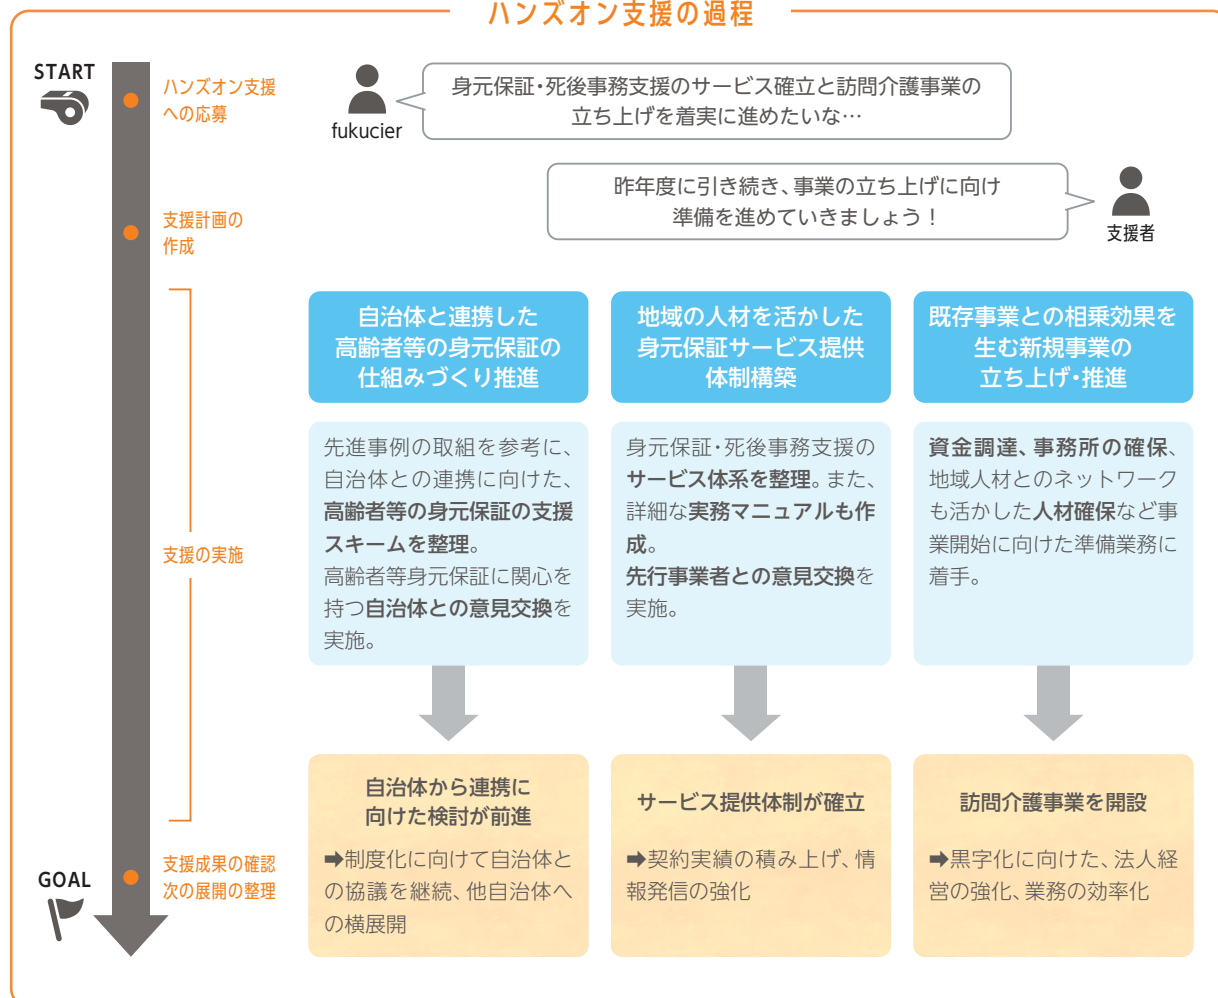 ハンズオン支援の過程
START
ハンズオン支援
への応募
fukucier
身元保証・死後事務支援のサービス確立と訪問介護事業の
立ち上げを着実に進めたいな…
昨年度に引き続き、事業の立ち上げに向け
準備を進めていきましょう！
支援者
支援計画の
作成
支援の実施
自治体と連携した
高齢者等の身元保証の
仕組みづくり推進
先進事例の取組を参考に、
自治体との連携に向けた、
高齢者等の身元保証の支援
スキームを整理。
高齢者等身元保証に関心を
持つ自治体との意見交換を
実施。
自治体から連携に
向けた検討が前進
➡制度化に向けて自治体と
の協議を継続、他自治体へ
の横展開
地域の人材を活かした
身元保証サービス提供
体制構築
身元保証・死後事務支援の
サービス体系を整理。また、
詳細な実務マニュアルも作
成。
先行事業者との意見交換を
実施。
サービス提供体制が確立
➡契約実績の積み上げ、情
報発信の強化
既存事業との相乗効果を
生む新規事業の
立ち上げ・推進
資金調達、事務所の確保、
地域人材とのネットワーク
も活かした人材確保など事
業開始に向けた準備業務に
着手。
訪問介護事業を開設
➡黒字化に向けた、法人経
営の強化、業務の効率化
支援成果の確認
次の展開の整理
GOAL